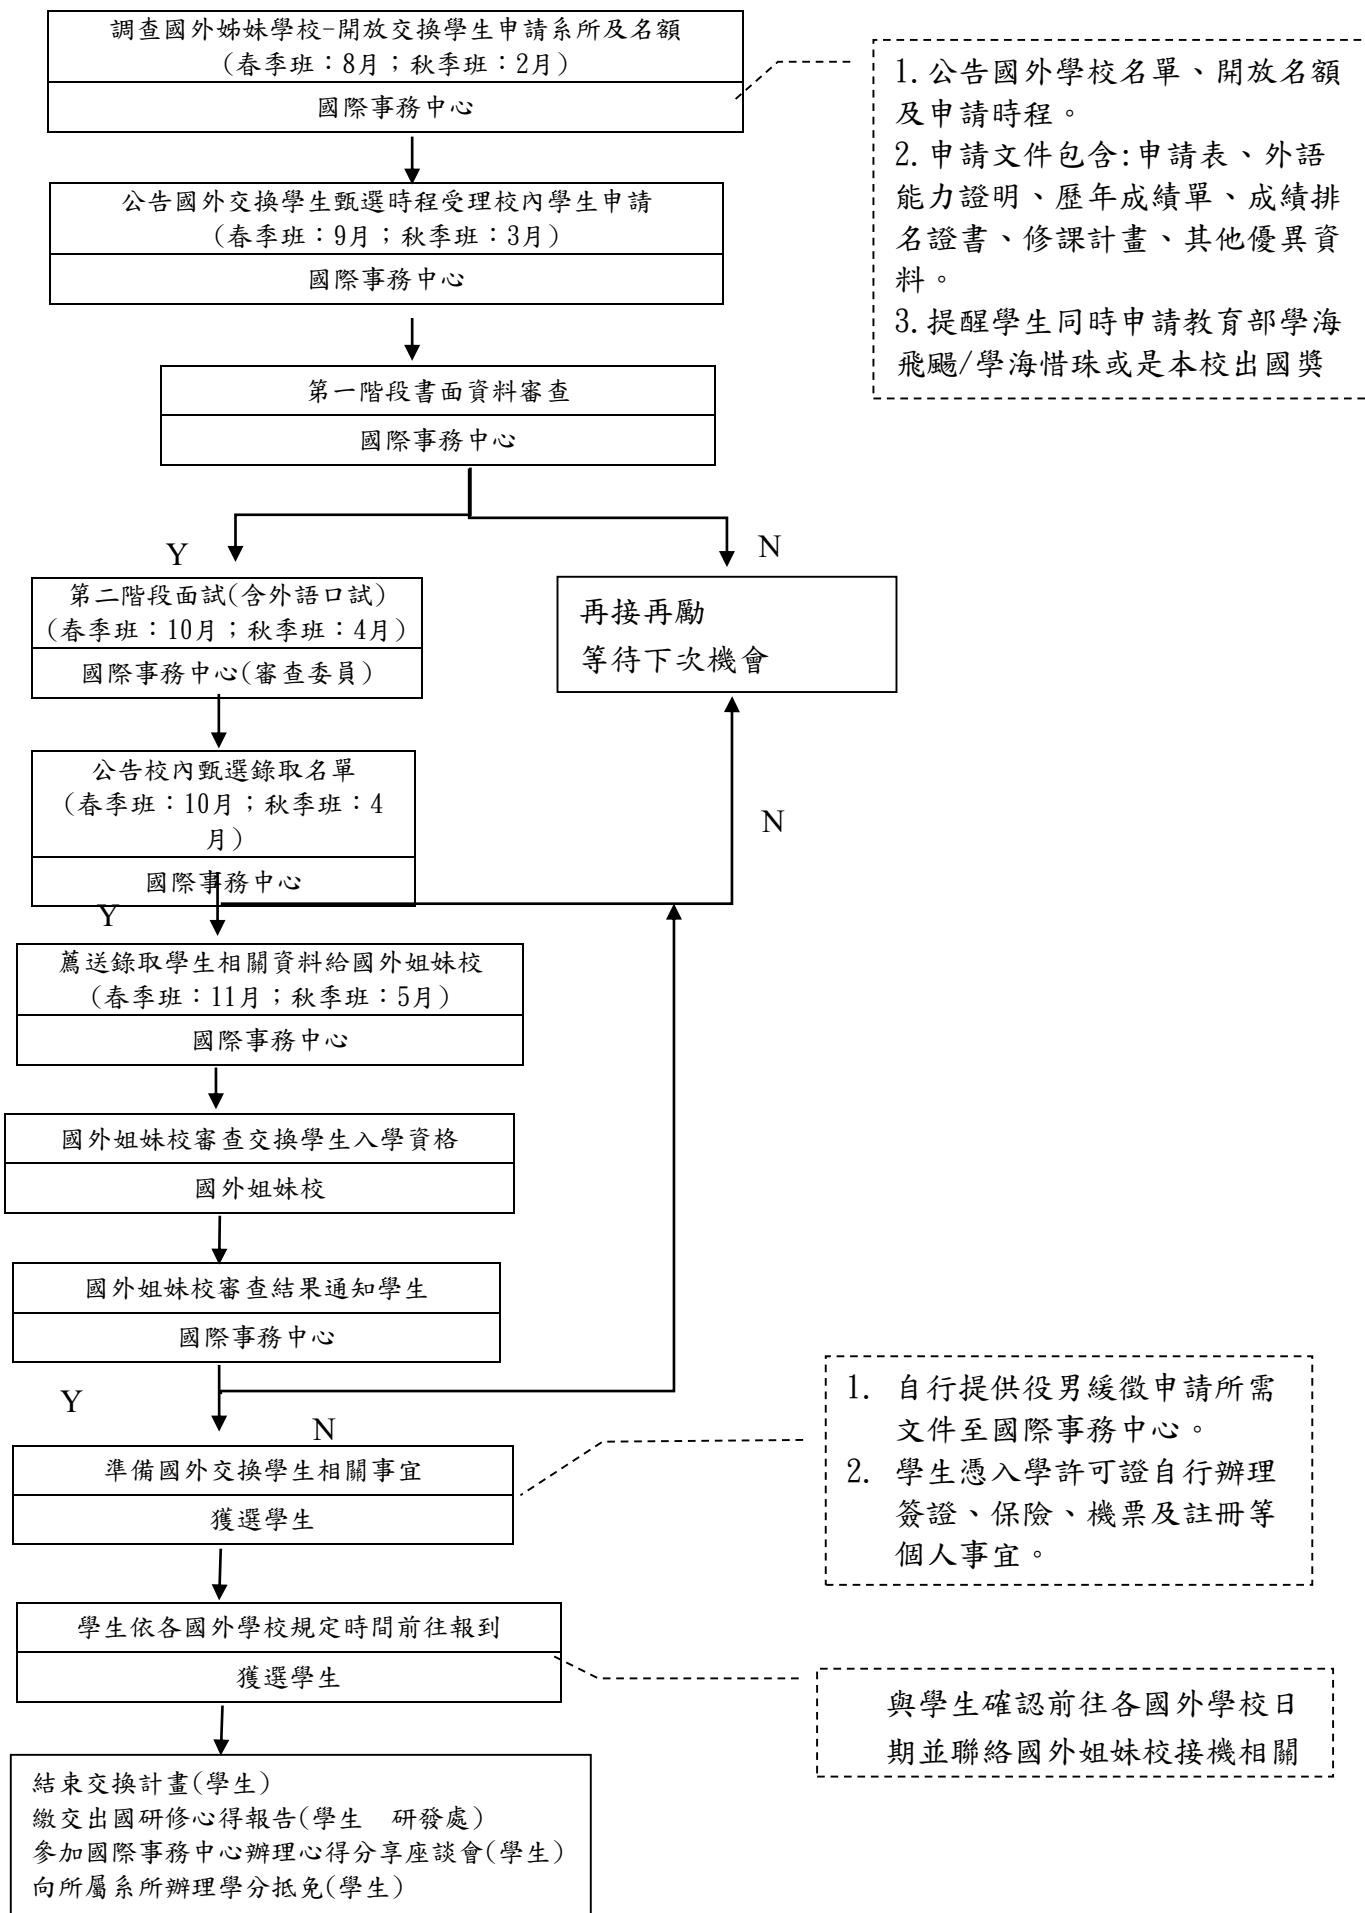 調查國外姊妹學校-開放交換學生申請系所及名額
(春季班：8月；秋季班：2月)
國際事務中心
1.公告國外學校名單、開放名額
及申請時程。
2.申請文件包含:申請表、外語
能力證明、歷年成績單、成績排
名證書、修課計畫、其他優異資
料。
3.提醒學生同時申請教育部學海
飛颺/學海惜珠或是本校出國獎
公告國外交換學生甄選時程受理校內學生申請
(春季班：9月；秋季班：3月)
國際事務中心
第一階段書面資料審查
國際事務中心
Y
N
第二階段面試(含外語口試)
(春季班：10月；秋季班：4月)
國際事務中心(審查委員)
再接再勵
等待下次機會
公告校內甄選錄取名單
(春季班：10月；秋季班：4
月)
國際事務中心
N
Y
薦送錄取學生相關資料給國外姐妹校
(春季班：11月；秋季班：5月)
國際事務中心
國外姐妹校審查交換學生入學資格
國外姐妹校
國外姐妹校審查結果通知學生
國際事務中心
Y
N
準備國外交換學生相關事宜
獲選學生
1. 自行提供役男緩徵申請所需
文件至國際事務中心。
2. 學生憑入學許可證自行辦理
簽證、保險、機票及註冊等
個人事宜。
學生依各國外學校規定時間前往報到
獲選學生
與學生確認前往各國外學校日
期並聯絡國外姐妹校接機相關
結束交換計畫(學生)
繳交出國研修心得報告(學生　研發處)
參加國際事務中心辦理心得分享座談會(學生)
向所屬系所辦理學分抵免(學生)